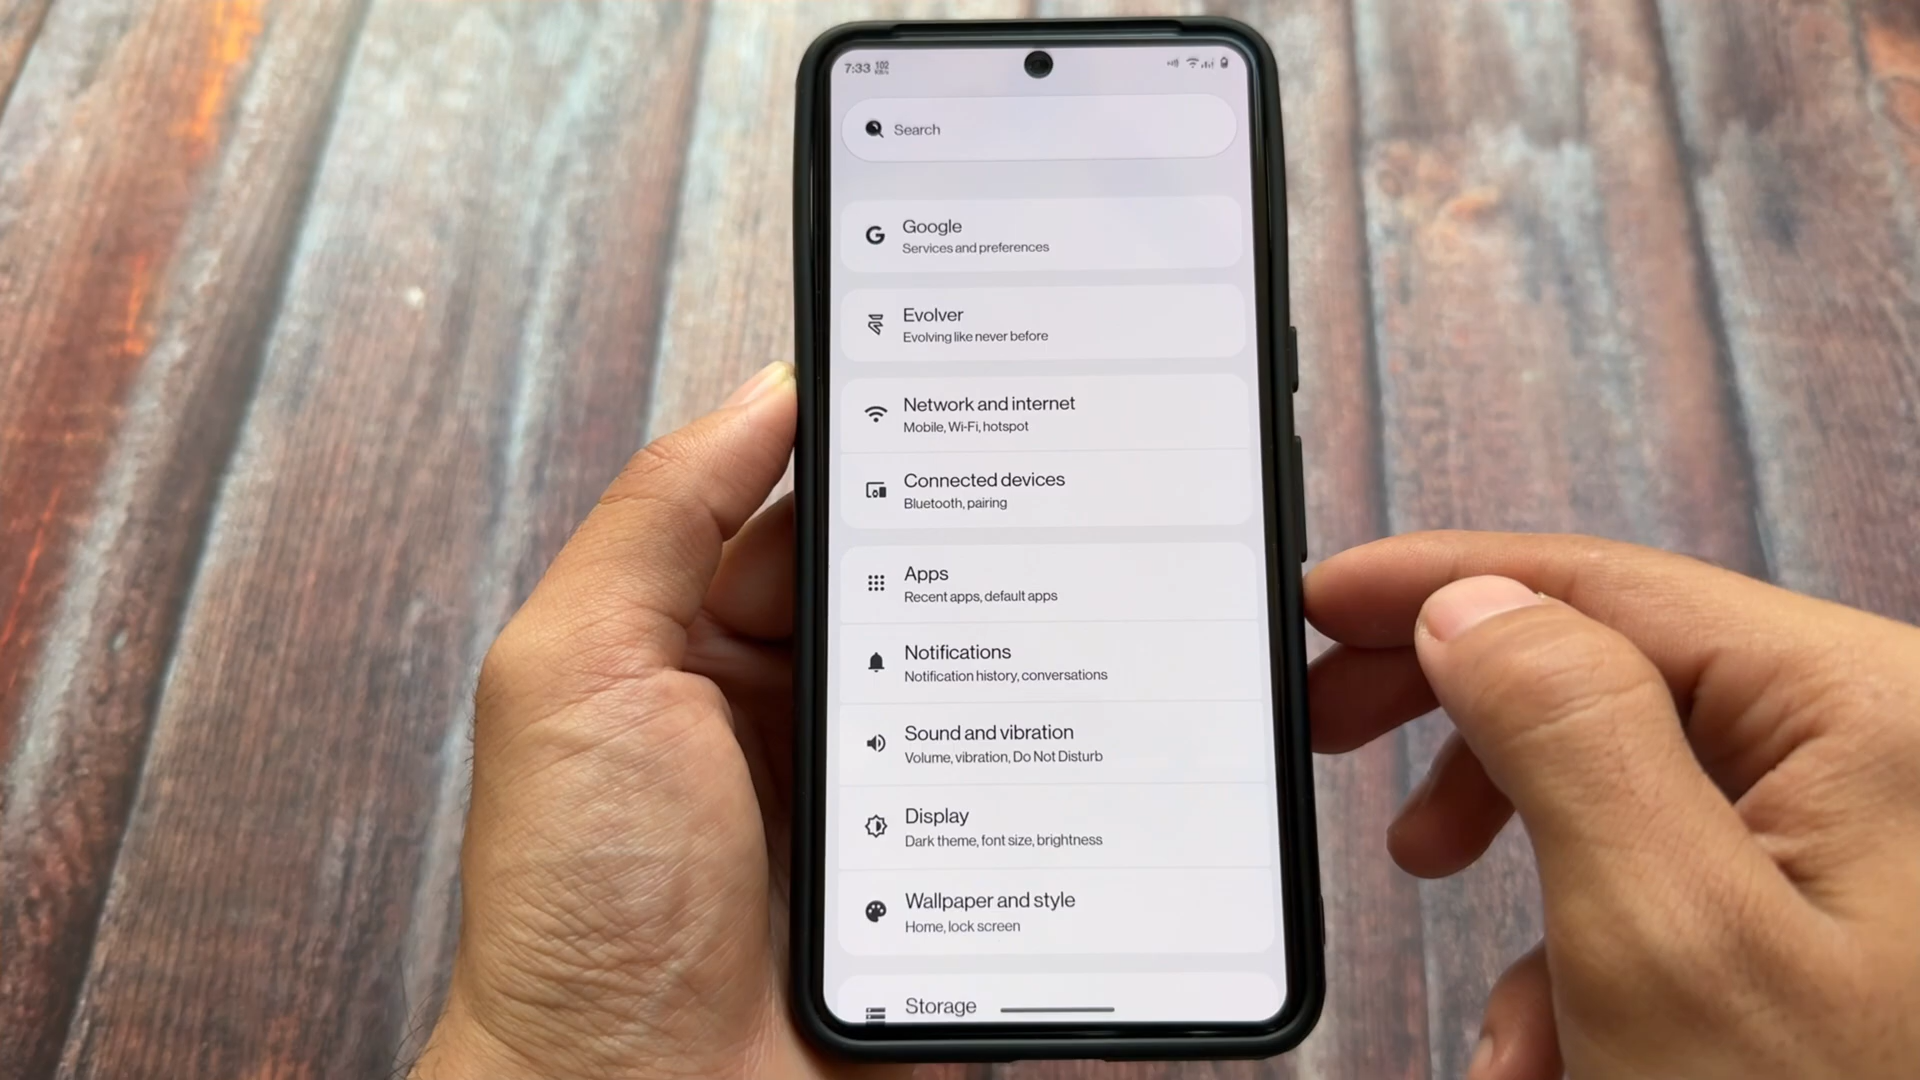 7:33 102 KB/s
Search
Google
Services and preferences
Evolver
Evolving like never before
Network and internet
Mobile, Wi-Fi, hotspot
Connected devices
Bluetooth, pairing
Apps
Recent apps, default apps
Notifications
Notification history, conversations
Sound and vibration
Volume, vibration, Do Not Disturb
Display
Dark theme, font size, brightness
Wallpaper and style
Home, lock screen
Storage